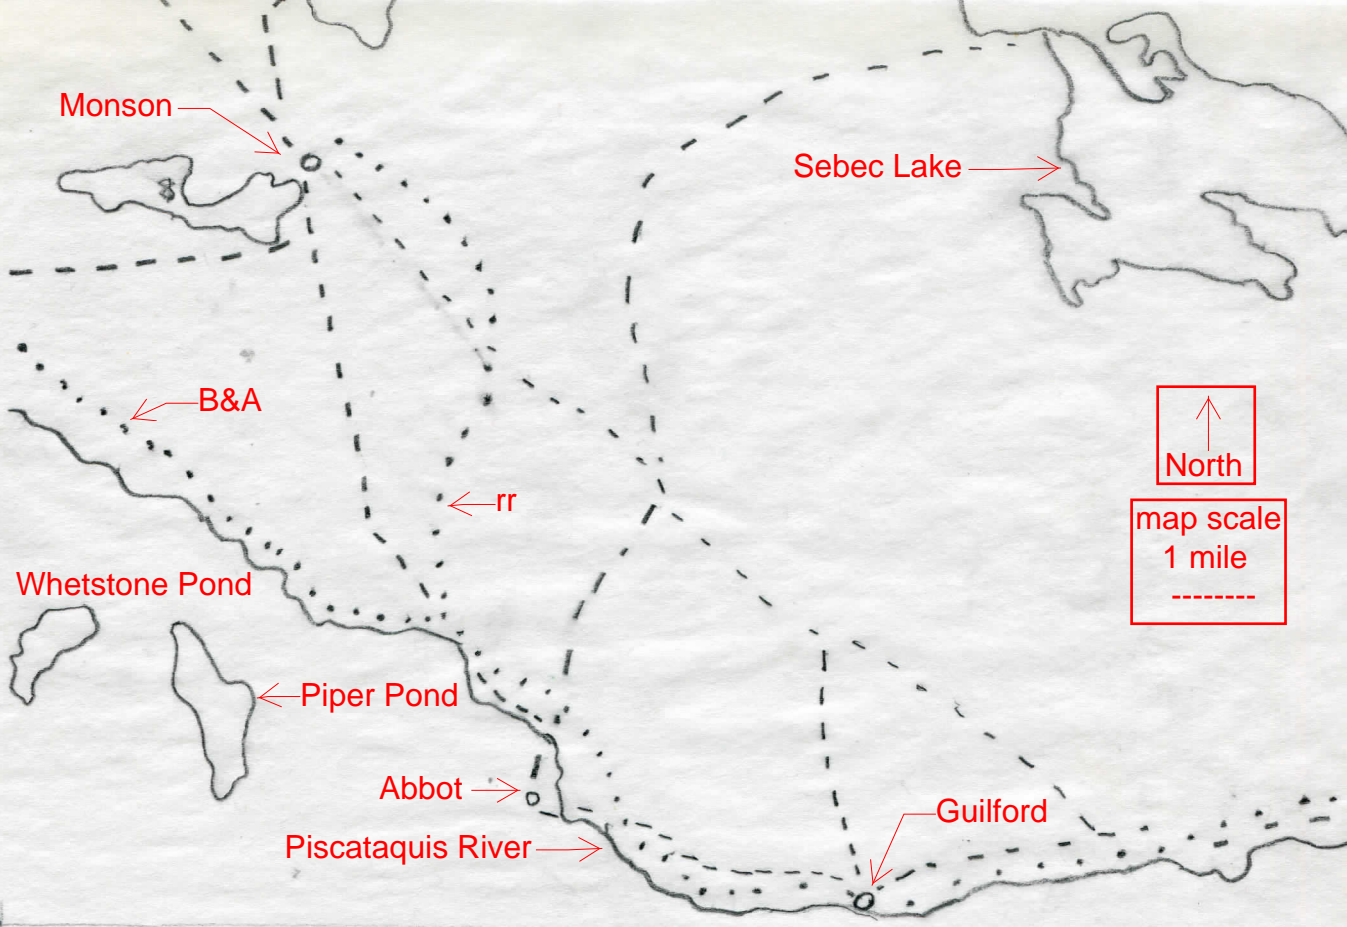 Monson
Sebec Lake
B&A
North
rr
map scale
1 mile
Whetstone Pond
Piper Pond
Abbot
Guilford
Piscataquis River